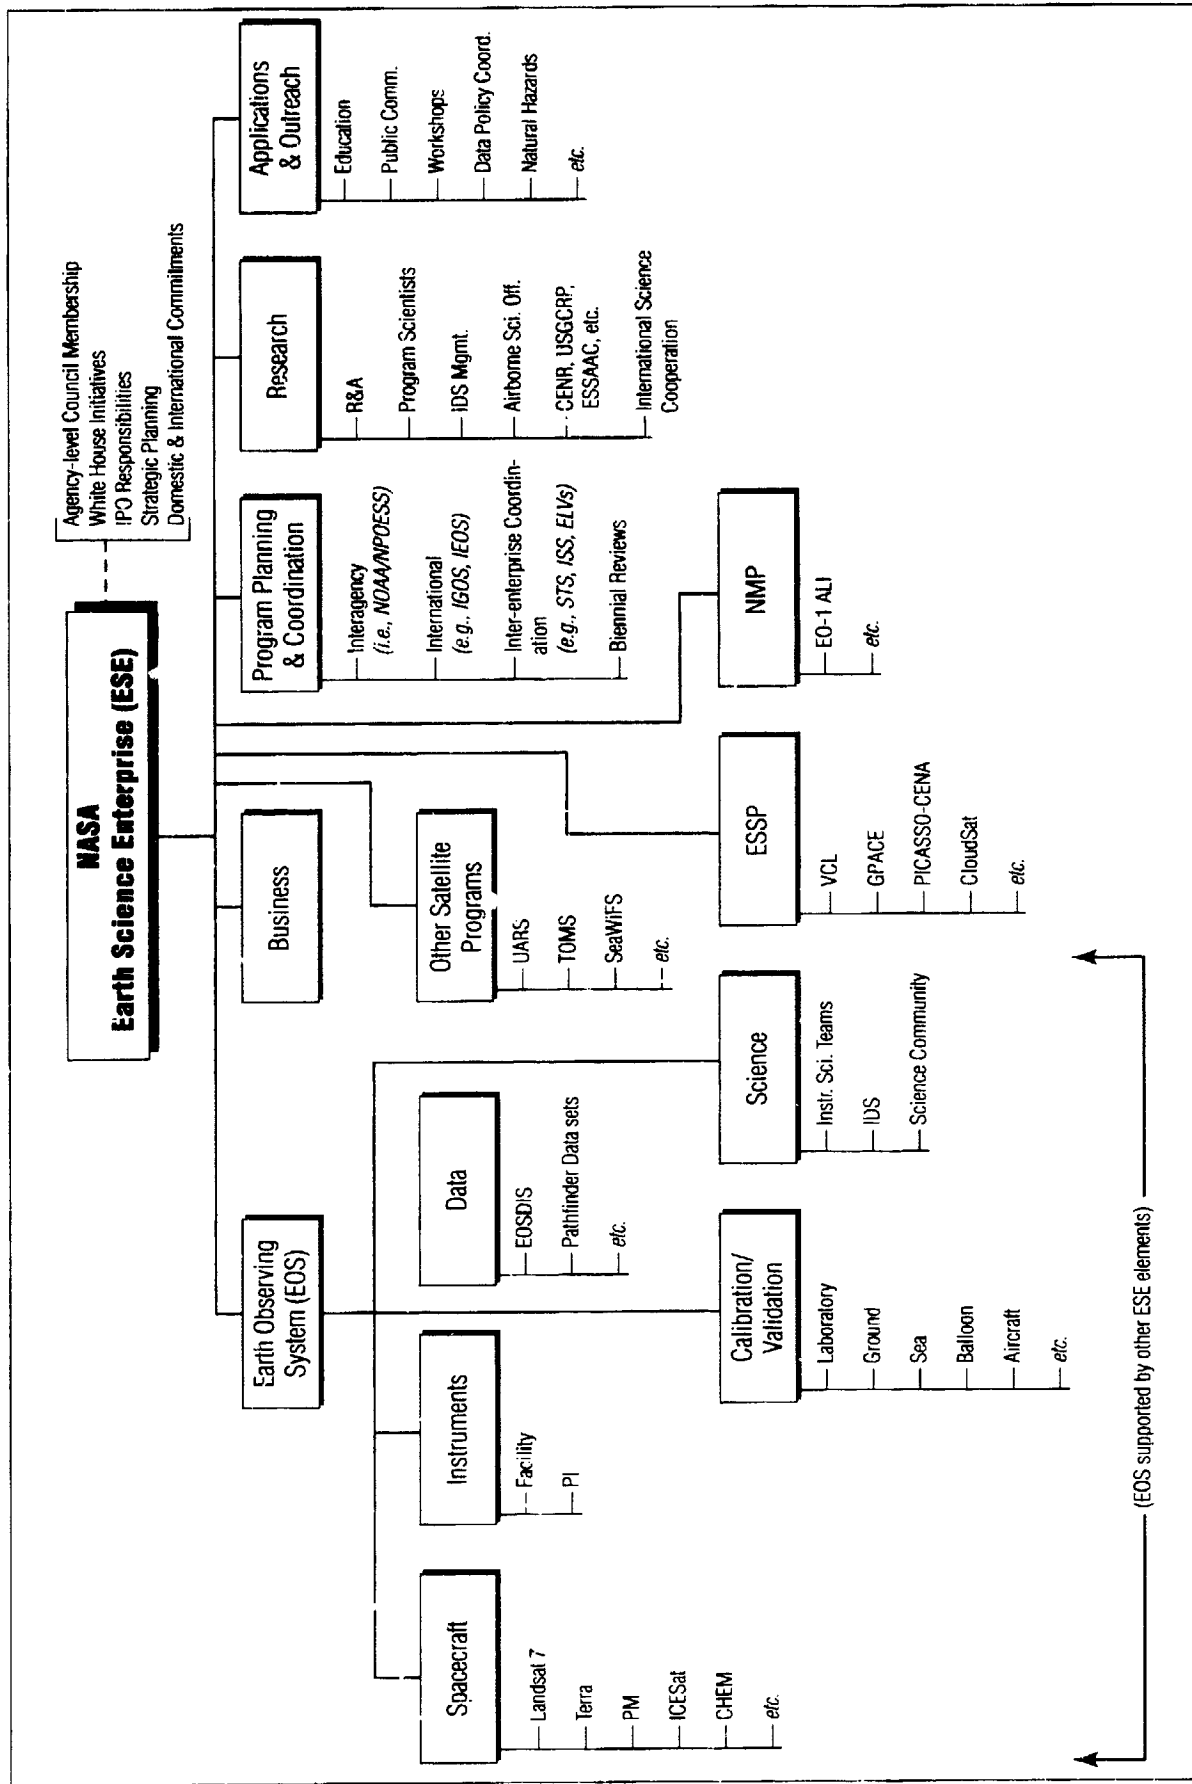 NASA
Earth Science Enterprise (ESE)
Agency-level Council Membership
White House Initiatives
IPO Responsibilities
Strategic Planning
Domestic & International Commitments
Earth Observing
System (EOS)
Business
Program Planning
& Coordination
Interagency
(i.e., NOAA/NPOESS)
International
(e.g., IGOS, IEOS)
Inter-enterprise Coordin-
ation
(e.g., STS, ISS, ELVs)
Biennial Reviews
Research
R&A
Program Scientists
IDS Mgmt.
Airborne Sci. Off.
CENR, USGCRP,
ESSAAC, etc.
International Science
Cooperation
Applications
& Outreach
Education
Public Comm.
Workshops
Data Policy Coord.
Natural Hazards
etc.
Spacecraft
Landsat 7
Terra
PM
ICESat
CHEM
etc.
Instruments
Facility
PI
Data
EOSDIS
Pathfinder Data sets
etc.
Other Satellite
Programs
UARS
TOMS
SeaWiFS
etc.
Calibration/
Validation
Laboratory
Ground
Sea
Balloon
Aircraft
etc.
Science
Instr. Sci. Teams
IDS
Science Community
ESSP
VCL
GPACE
PICASSO-CENA
CloudSat
etc.
NMP
EO-1 ALI
etc.
(EOS supported by other ESE elements)